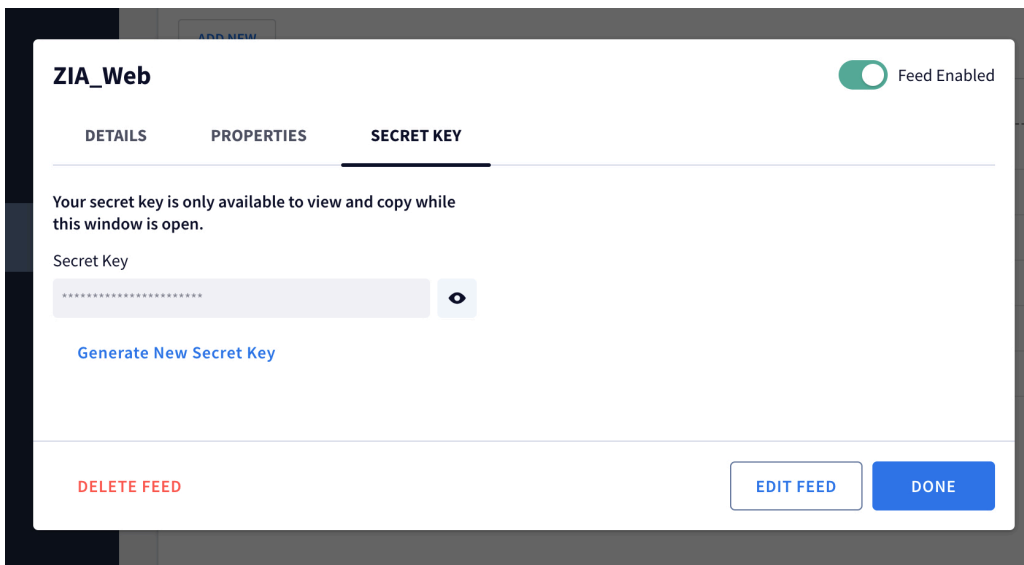 ADD NEW
ZIA_Web
Feed Enabled
DETAILS
PROPERTIES
SECRET KEY
Your secret key is only available to view and copy while
this window is open.
Secret Key
***********************
Generate New Secret Key
DELETE FEED
EDIT FEED
DONE